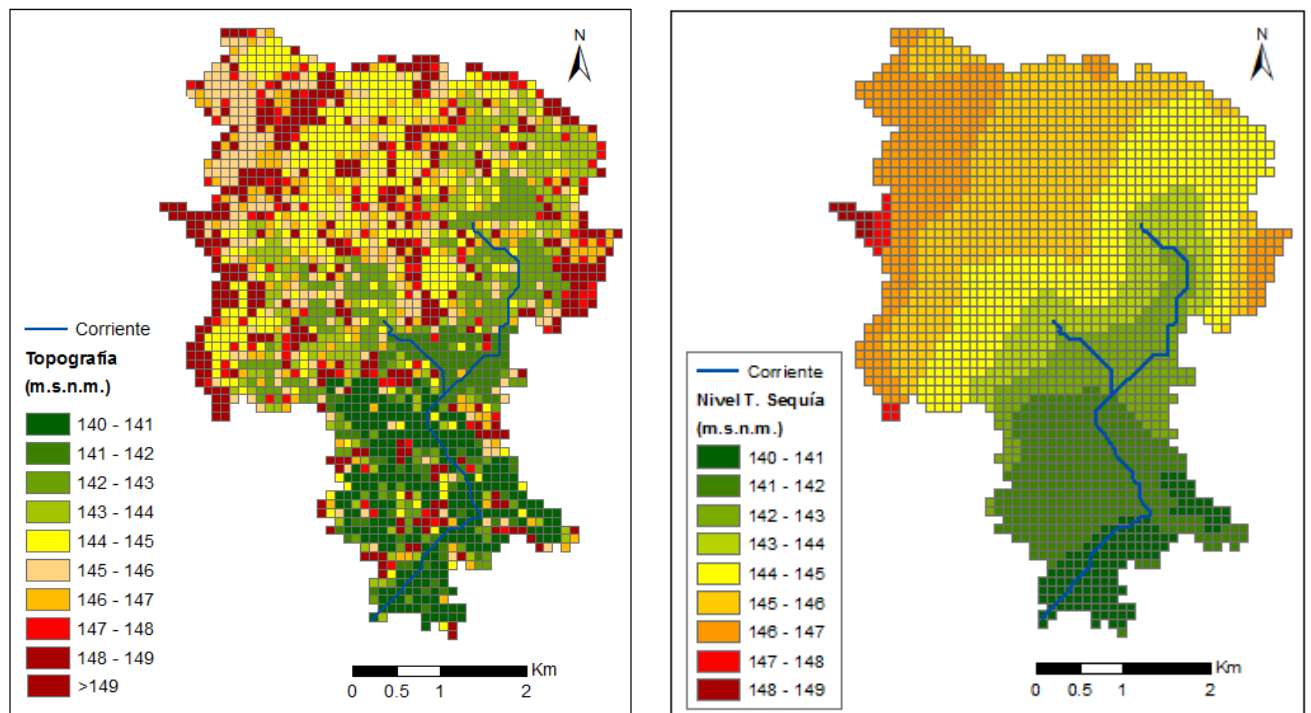 N
Corriente
Topografía
(m.s.n.m.)
140 - 141
141 - 142
142 - 143
143 - 144
144 - 145
145 - 146
146 - 147
147 - 148
148 - 149
>149
Km
0 0.5 1 2
N
Corriente
Nivel T. Sequía
(m.s.n.m.)
140 - 141
141 - 142
142 - 143
143 - 144
144 - 145
145 - 146
146 - 147
147 - 148
148 - 149
Km
0 0.5 1 2